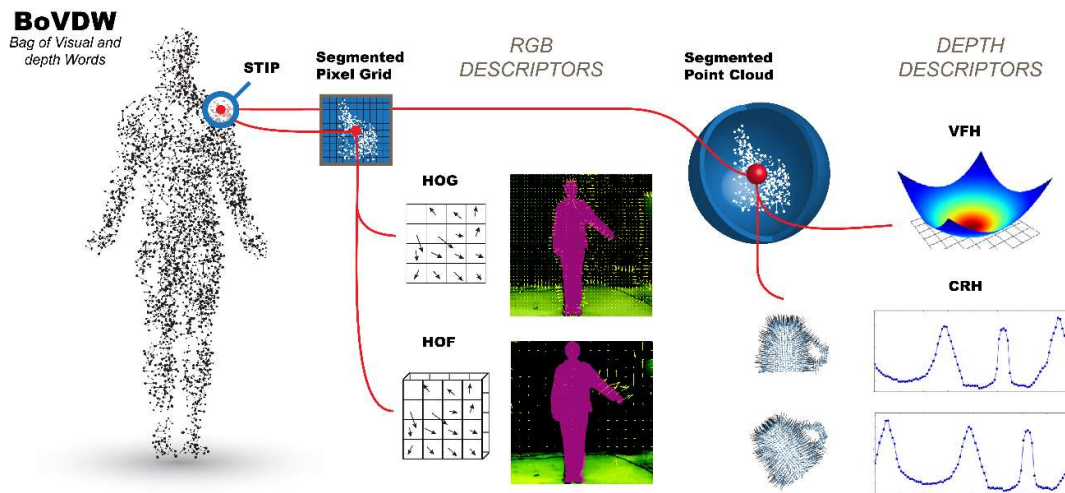 BoVDW
Bag of Visual and
depth Words
STIP
Segmented
Pixel Grid
RGB
DESCRIPTORS
Segmented
Point Cloud
DEPTH
DESCRIPTORS
VFH
HOG
CRH
HOF